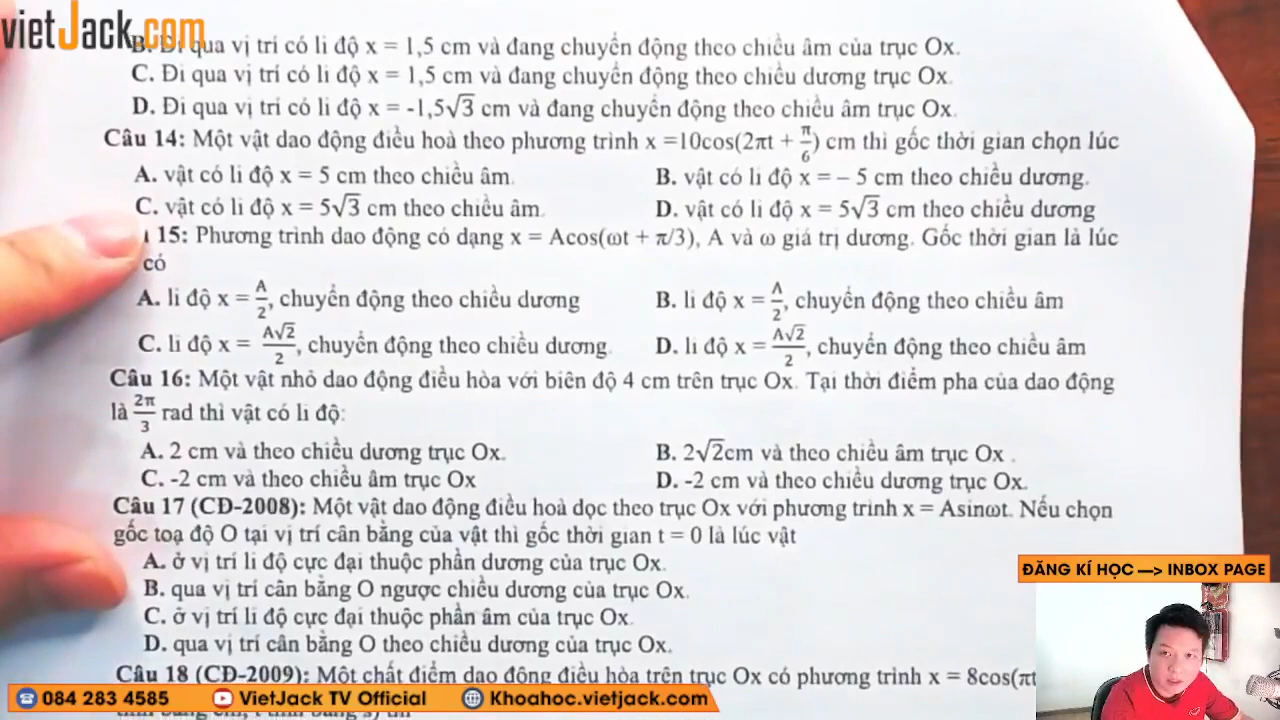 vietJack.com
qua vị trí có li độ x = 1,5 cm và đang chuyển động theo chiều âm của trục Ox.
C. Đi qua vị trí có li độ x = 1,5 cm và đang chuyển động theo chiều dương trục Ox.
D. Đi qua vị trí có li độ x = -1,5√3 cm và đang chuyển động theo chiều âm trục Ox.
Câu 14: Một vật dao động điều hoà theo phương trình x =10cos(2πt + π/6) cm thì gốc thời gian chọn lúc
A. vật có li độ x = 5 cm theo chiều âm. B. vật có li độ x = – 5 cm theo chiều dương.
C. vật có li độ x = 5√3 cm theo chiều âm. D. vật có li độ x = 5√3 cm theo chiều dương
15: Phương trình dao động có dạng x = Acos(ωt + π/3), A và ω giá trị dương. Gốc thời gian là lúc
có
A. li độ x = A/2, chuyển động theo chiều dương B. li độ x = A/2, chuyển động theo chiều âm
C. li độ x = A√2/2, chuyển động theo chiều dương. D. li độ x = A√2/2, chuyển động theo chiều âm
Câu 16: Một vật nhỏ dao động điều hòa với biên độ 4 cm trên trục Ox. Tại thời điểm pha của dao động
là 2π/3 rad thì vật có li độ:
A. 2 cm và theo chiều dương trục Ox. B. 2√2cm và theo chiều âm trục Ox .
C. -2 cm và theo chiều âm trục Ox D. -2 cm và theo chiều dương trục Ox.
Câu 17 (CĐ-2008): Một vật dao động điều hoà dọc theo trục Ox với phương trình x = Asinωt. Nếu chọn
gốc toạ độ O tại vị trí cân bằng của vật thì gốc thời gian t = 0 là lúc vật
A. ở vị trí li độ cực đại thuộc phần dương của trục Ox.
B. qua vị trí cân bằng O ngược chiều dương của trục Ox.
C. ở vị trí li độ cực đại thuộc phần âm của trục Ox.
D. qua vị trí cân bằng O theo chiều dương của trục Ox.
Câu 18 (CĐ-2009): Một chất điểm dao động điều hòa trên trục Ox có phương trình x = 8cos(πt
ĐĂNG KÍ HỌC —> INBOX PAGE
084 283 4585 VietJack TV Official Khoahoc.vietjack.com